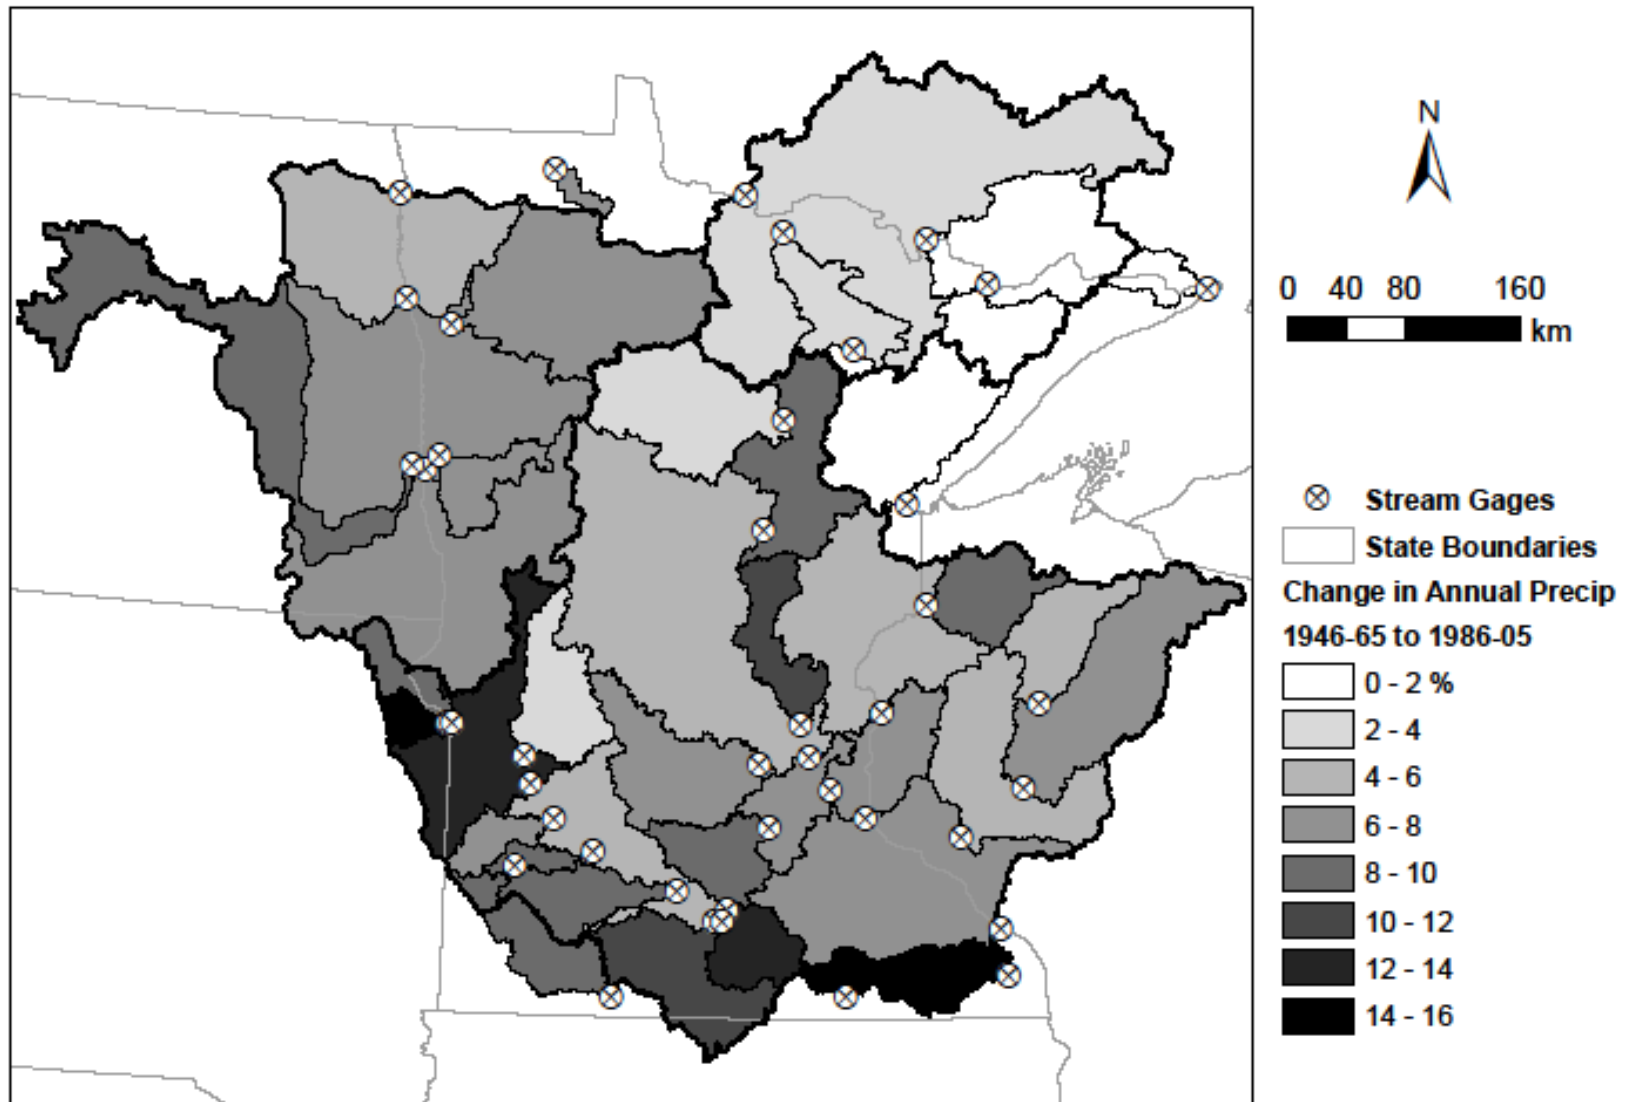 N
0 40 80 160
km
Stream Gages
State Boundaries
Change in Annual Precip
1946-65 to 1986-05
0 - 2 %
2 - 4
4 - 6
6 - 8
8 - 10
10 - 12
12 - 14
14 - 16